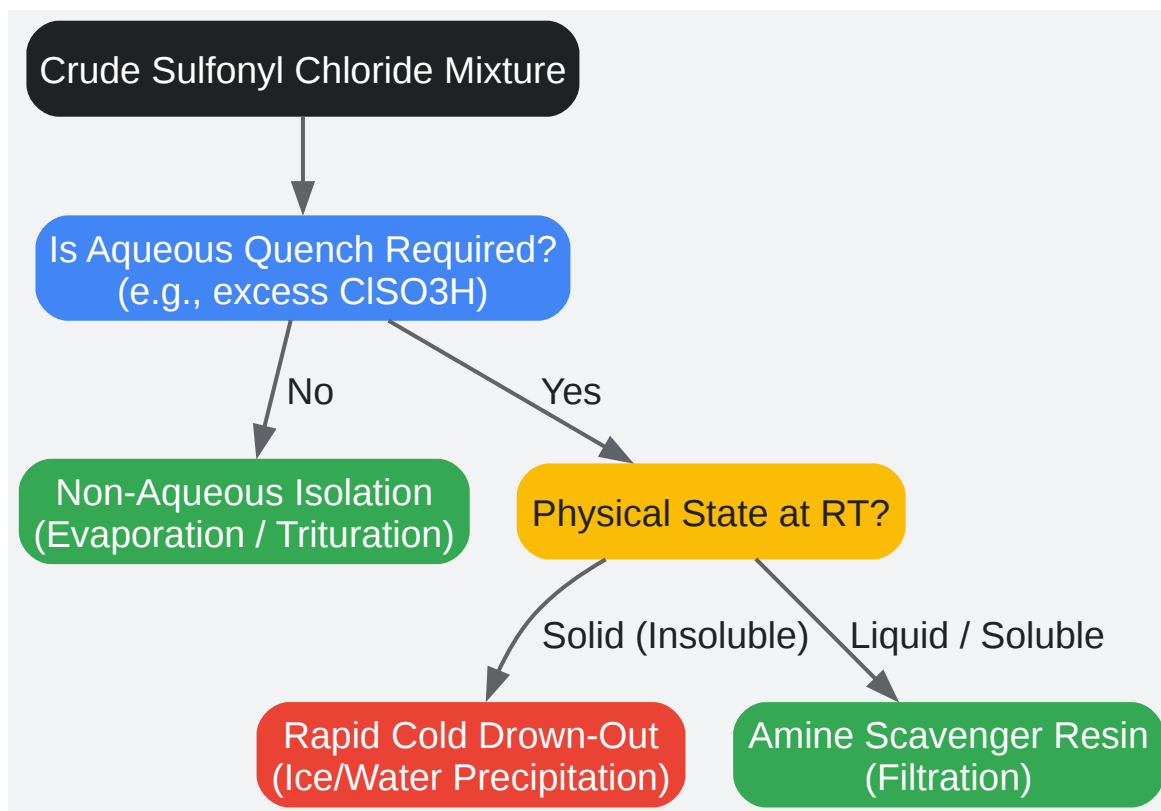 Crude Sulfonyl Chloride Mixture
Is Aqueous Quench Required?
(e.g., excess ClSO3H)
No
Yes
Non-Aqueous Isolation
(Evaporation / Trituration)
Physical State at RT?
Solid (Insoluble)
Liquid / Soluble
Rapid Cold Drown-Out
(Ice/Water Precipitation)
Amine Scavenger Resin
(Filtration)